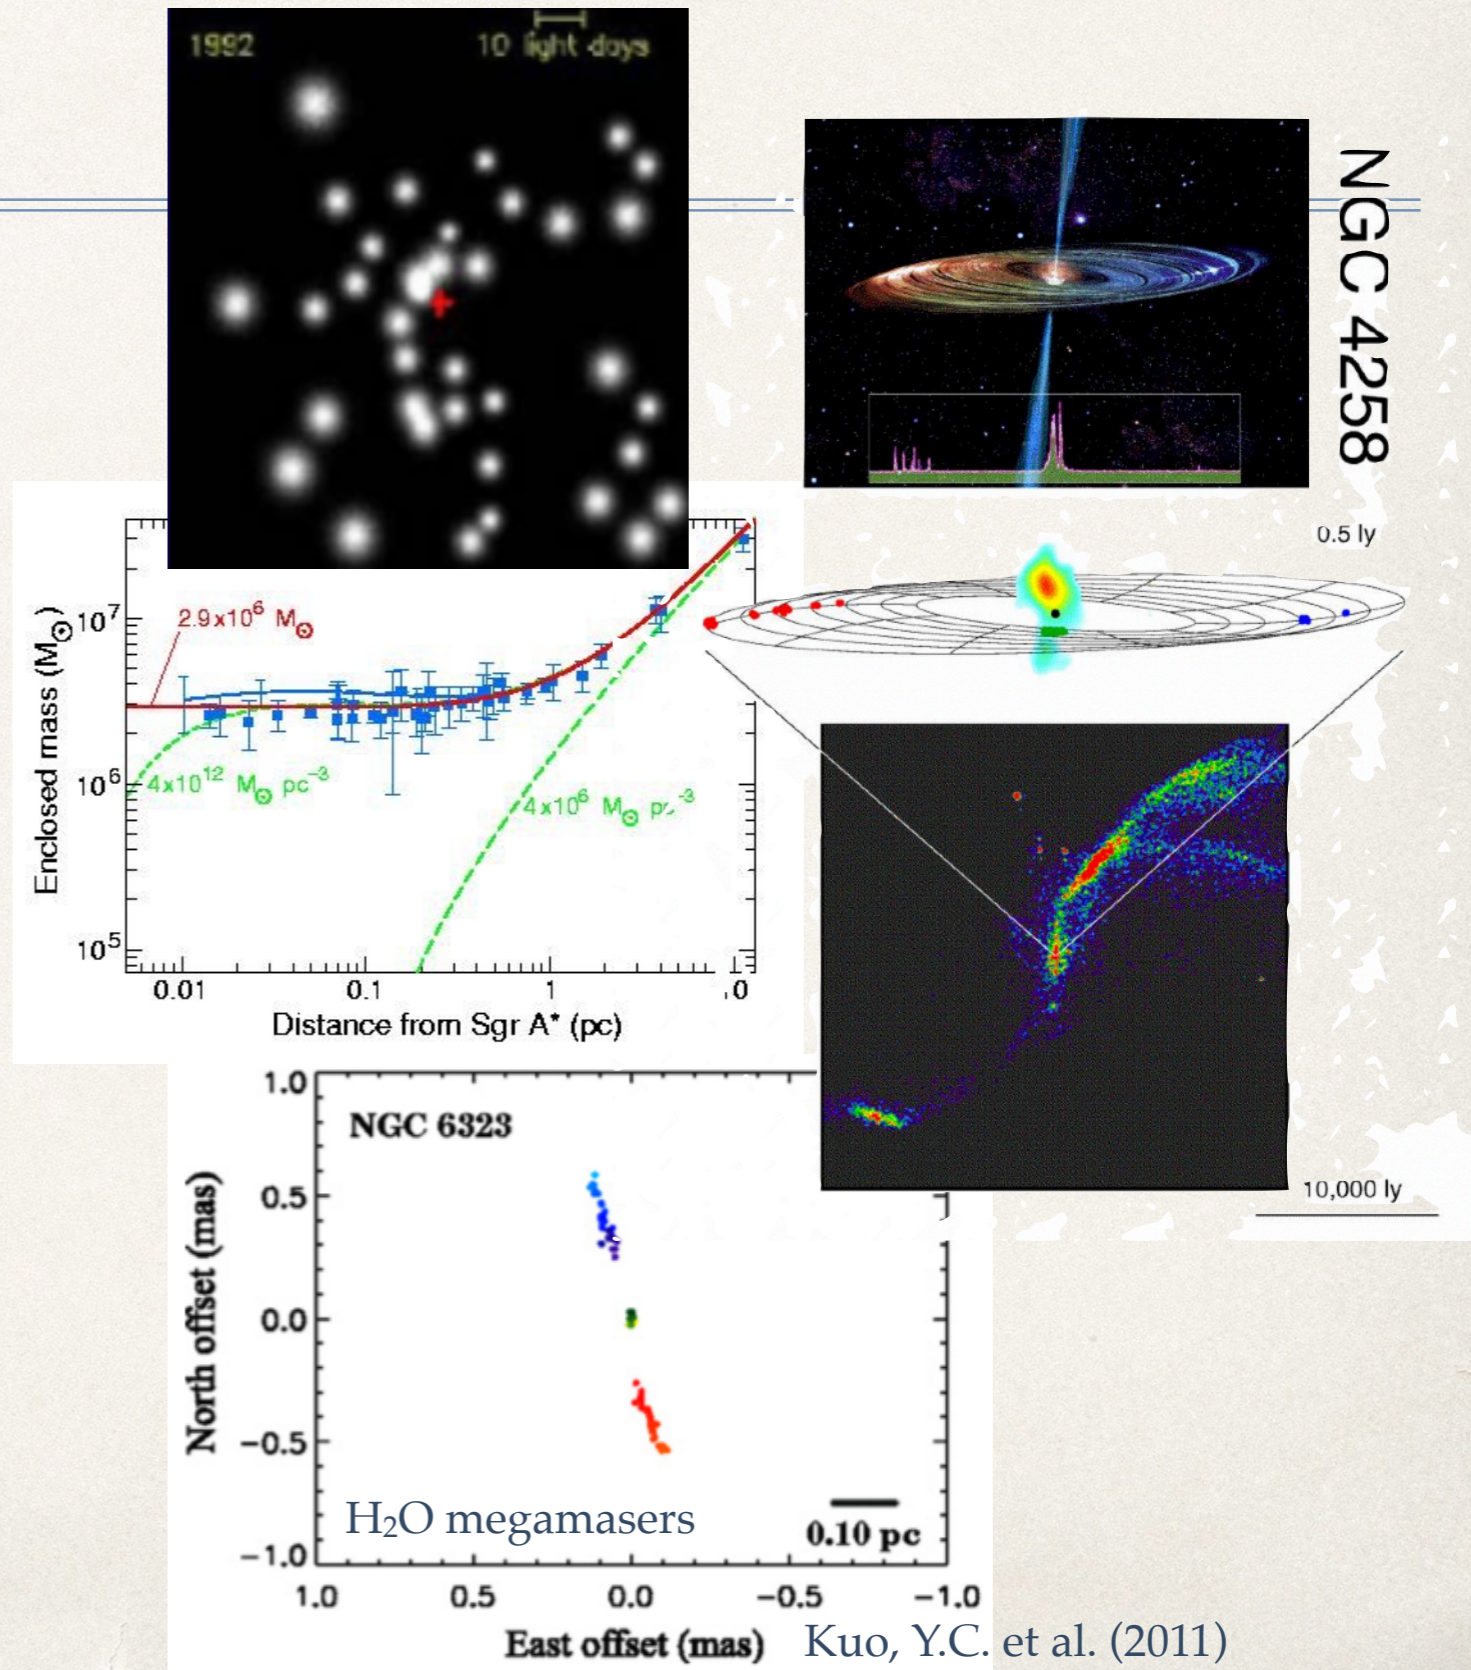 1992
10 light days
NGC 4258
0.5 ly
Enclosed mass (M⊙)
10⁷
10⁶
10⁵
2.9x10⁶ M⊙
4x10¹² M⊙ pc⁻³
4x10⁶ M⊙ pc⁻³
0.01
0.1
1
Distance from Sgr A* (pc)
10,000 ly
NGC 6323
North offset (mas)
1.0
0.5
0.0
−0.5
−1.0
H₂O megamasers
0.10 pc
1.0
0.5
0.0
−0.5
−1.0
East offset (mas)
Kuo, Y.C. et al. (2011)